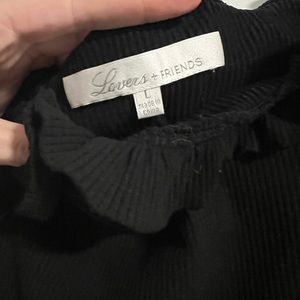 Lovers + FRIENDS
L
made in
china